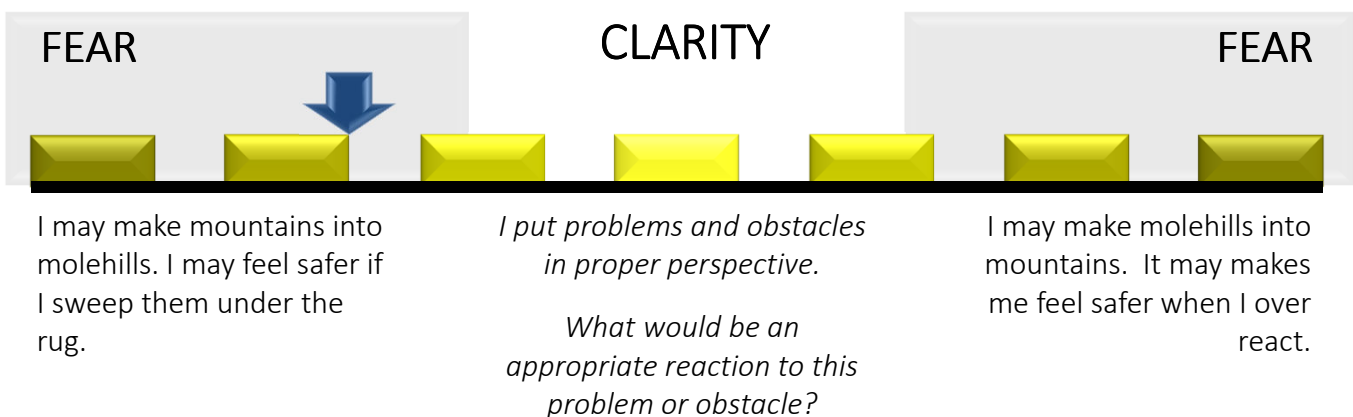 FEAR
CLARITY
FEAR
I may make mountains into
molehills. I may feel safer if
I sweep them under the
rug.
I put problems and obstacles
in proper perspective.
What would be an
appropriate reaction to this
problem or obstacle?
I may make molehills into
mountains.  It may makes
me feel safer when I over
react.